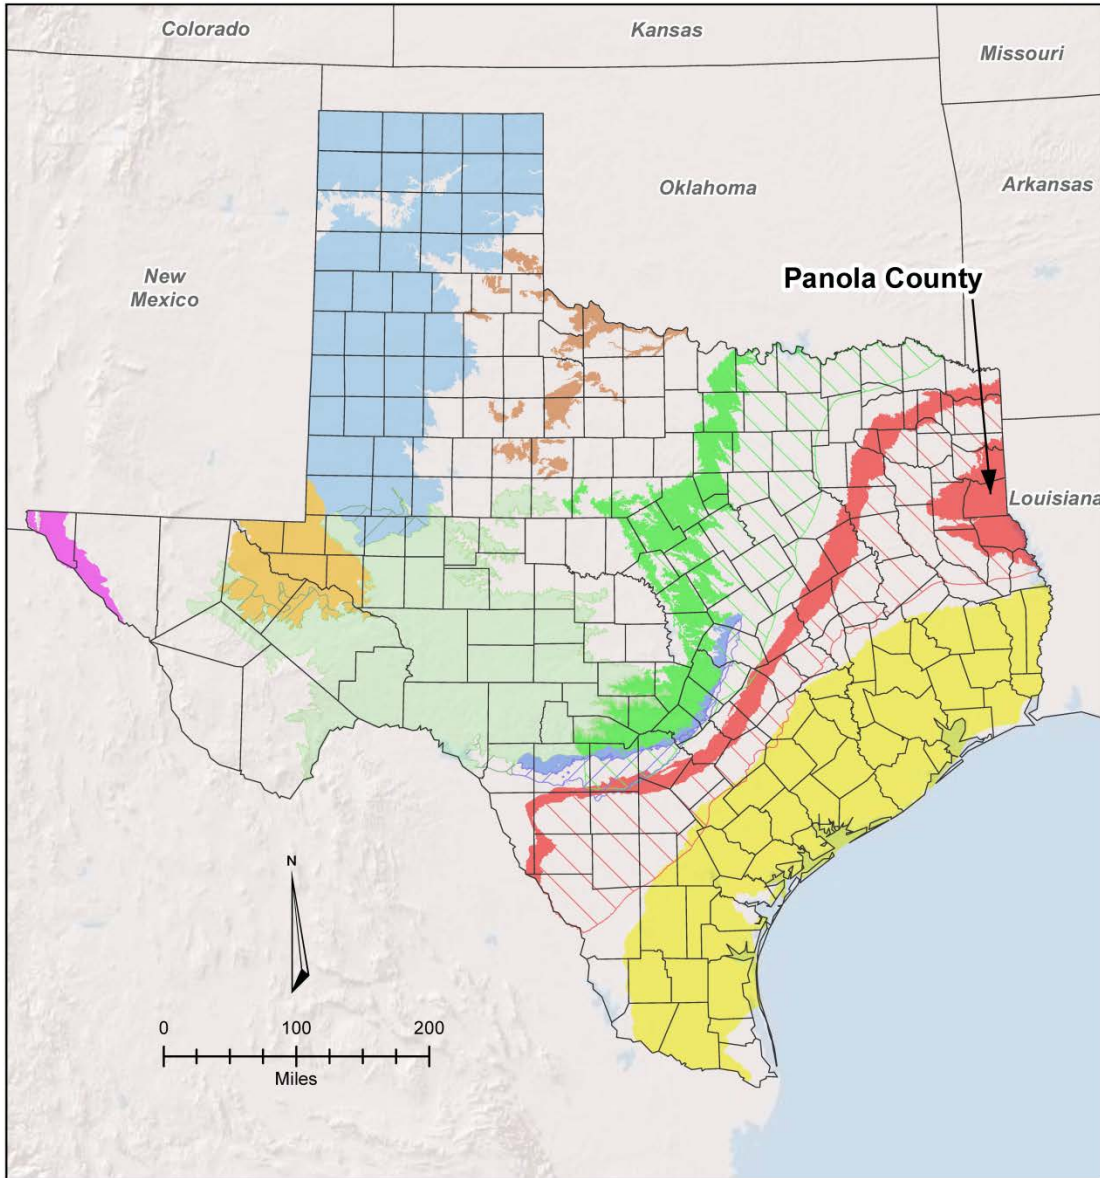 Colorado
Kansas
Missouri
Oklahoma
Arkansas
New
Mexico
Panola County
Louisiana
N
0 100 200
Miles